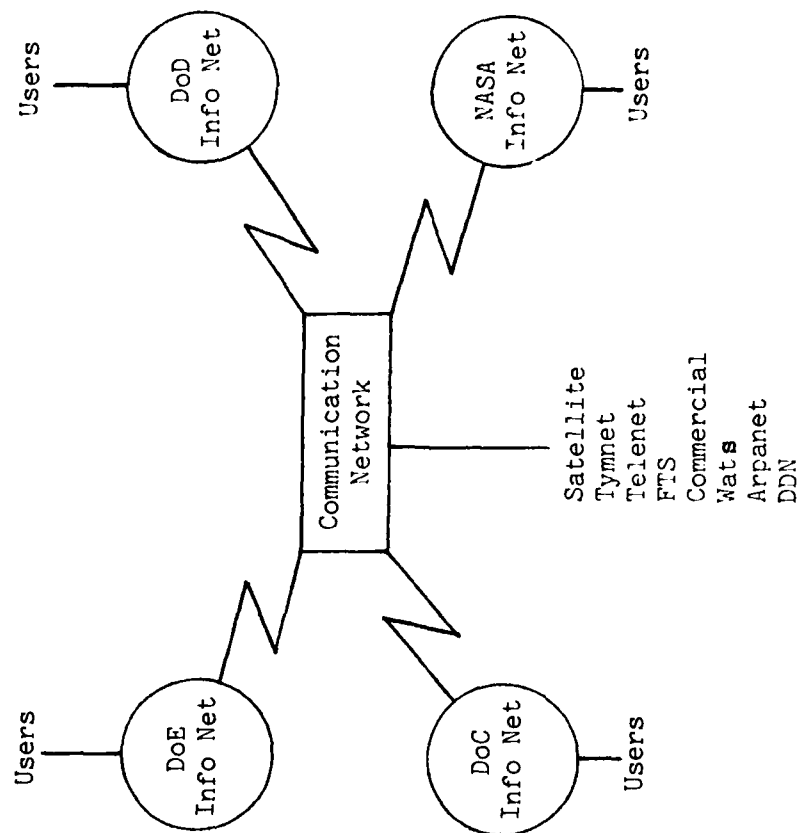 Users
DoE
Info Net
Users
DoD
Info Net
Communication
Network
DoC
Info Net
Users
NASA
Info Net
Users
Satellite
Tymnet
Telenet
FTS
Commercial
Wats
Arpanet
DDN